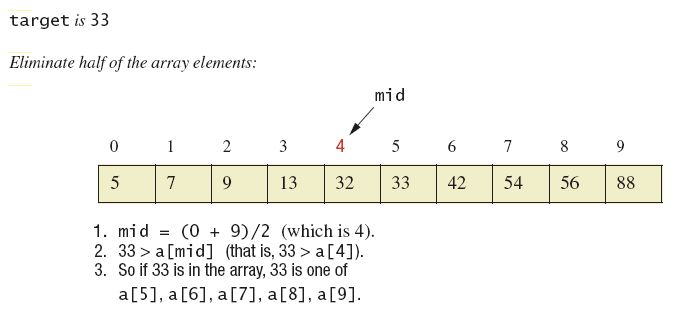 target is 33
Eliminate half of the array elements:
mid
0 1 2 3 4 5 6 7 8 9
5 7 9 13 32 33 42 54 56 88
1. mid = (0 + 9)/2 (which is 4).
2. 33 > a[mid] (that is, 33 > a[4]).
3. So if 33 is in the array, 33 is one of
a[5], a[6], a[7], a[8], a[9].